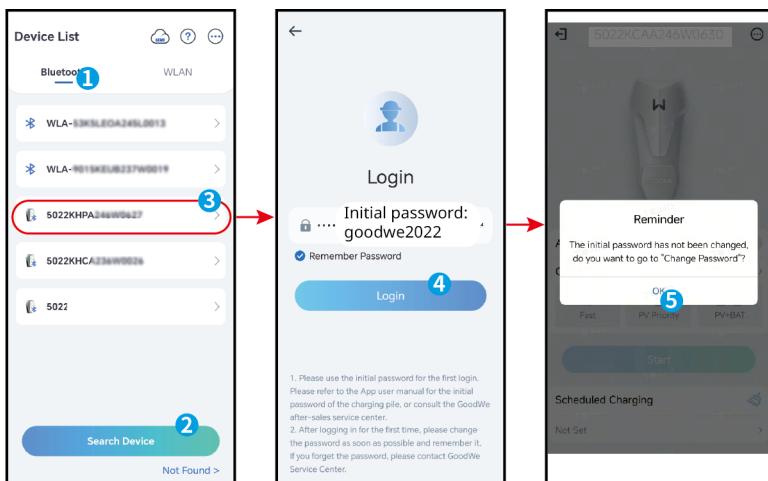 Device List
DEMO
Bluetoo
1
WLAN
WLA-
WLA-
3
5022KHPA
5022KHCA
5022
2
Search Device
Not Found >
Login
Initial password:
goodwe2022
Remember Password
4
Login
1. Please use the initial password for the first login.
Please refer to the App user manual for the initial
password of the charging pile, or consult the GoodWe
after-sales service center.
2. After logging in for the first time, please change
the password as soon as possible and remember it.
If you forget the password, please contact GoodWe
Service Center.
5022KCAA246W0630
Reminder
The initial password has not been changed,
do you want to go to "Change Password"?
OK
5
Fast
PV Priority
PV+BAT
Start
Scheduled Charging
Not Set